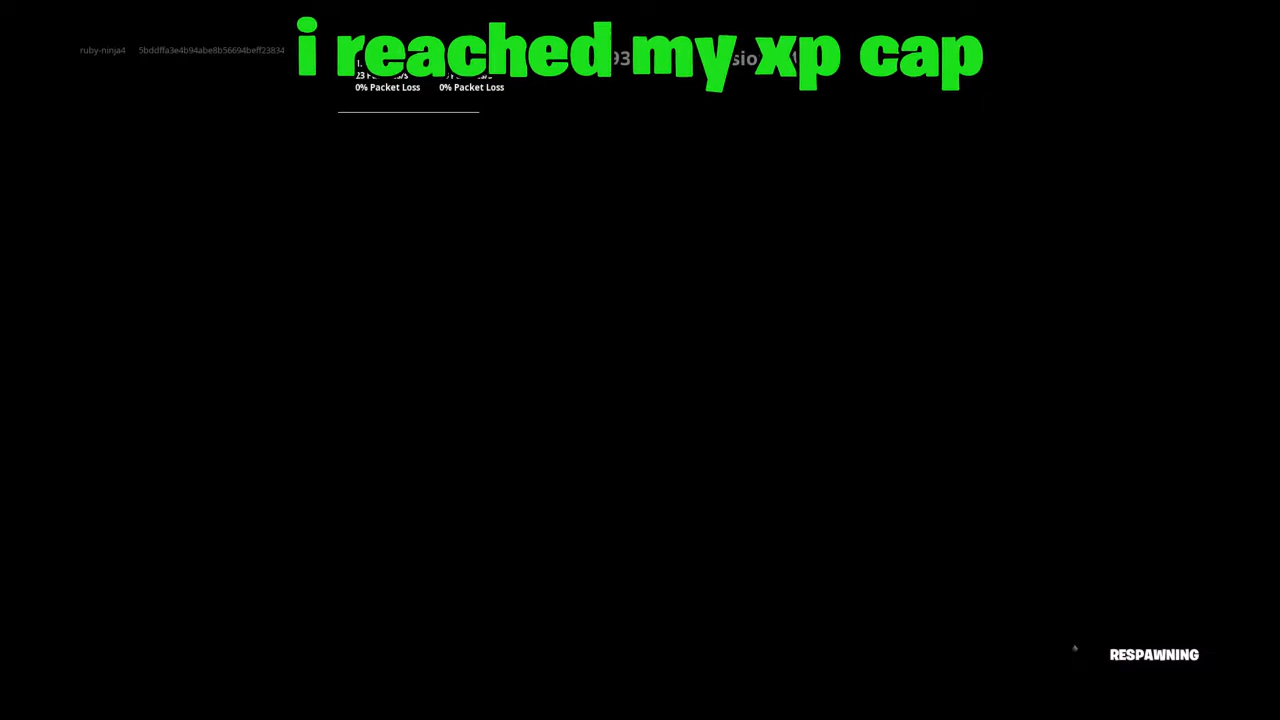 i reached my xp cap
ruby-ninja4 5bddffa3e4b94abe8b56694beff23834
0% Packet Loss 0% Packet Loss
RESPAWNING